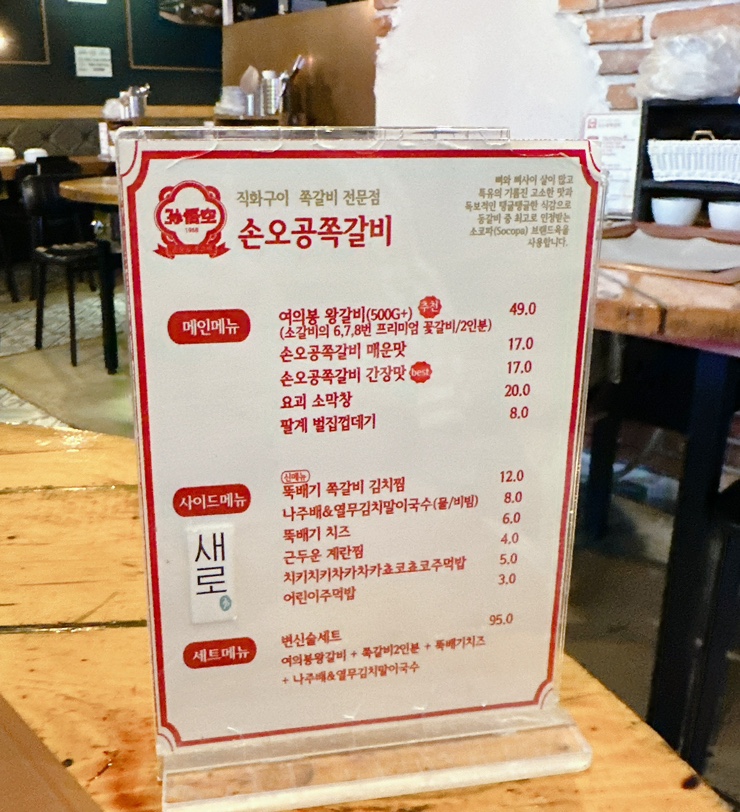 孫悟空
1968
직화구이 쪽갈비 전문점
손오공쪽갈비
뼈와 뼈사이 살이 많고
특유의 기름진 고소한 맛과
독보적인 탱글탱글한 식감으로
등갈비 중 최고로 인정받는
소코파(Socopa) 브랜드육을
사용합니다.
메인메뉴
여의봉 왕갈비(500G+) 추천 49.0
(소갈비의 6,7,8번 프리미엄 꽃갈비/2인분)
손오공쪽갈비 매운맛 17.0
손오공쪽갈비 간장맛 best 17.0
요괴 소막창 20.0
팔계 벌집껍데기 8.0
사이드메뉴
신메뉴
뚝배기 쪽갈비 김치찜 12.0
나주배&열무김치말이국수(물/비빔) 8.0
뚝배기 치즈 6.0
근두운 계란찜 4.0
치키치키차카차카쵸코쵸코주먹밥 5.0
어린이주먹밥 3.0
새로
세트메뉴
변신술세트 95.0
여의봉왕갈비 + 쪽갈비2인분 + 뚝배기치즈
+ 나주배&열무김치말이국수